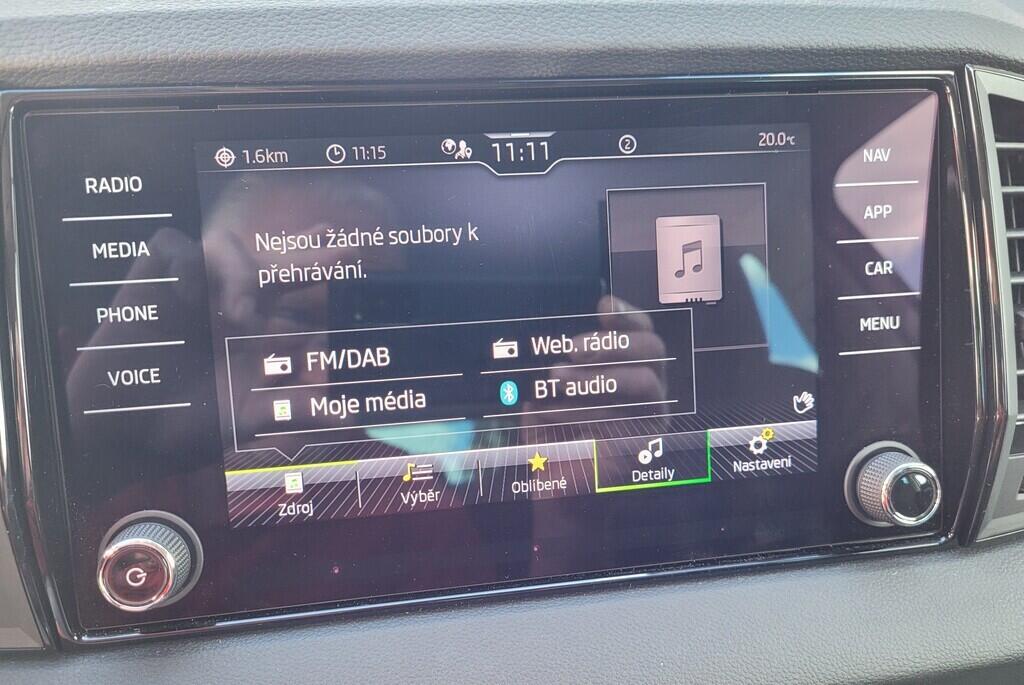 RADIO
MEDIA
PHONE
VOICE
1.6km 11:15 11:11 2 20.0°C
Nejsou žádné soubory k
přehrávání.
FM/DAB Web. rádio
Moje média BT audio
Zdroj Výběr Oblíbené Detaily Nastavení
NAV
APP
CAR
MENU